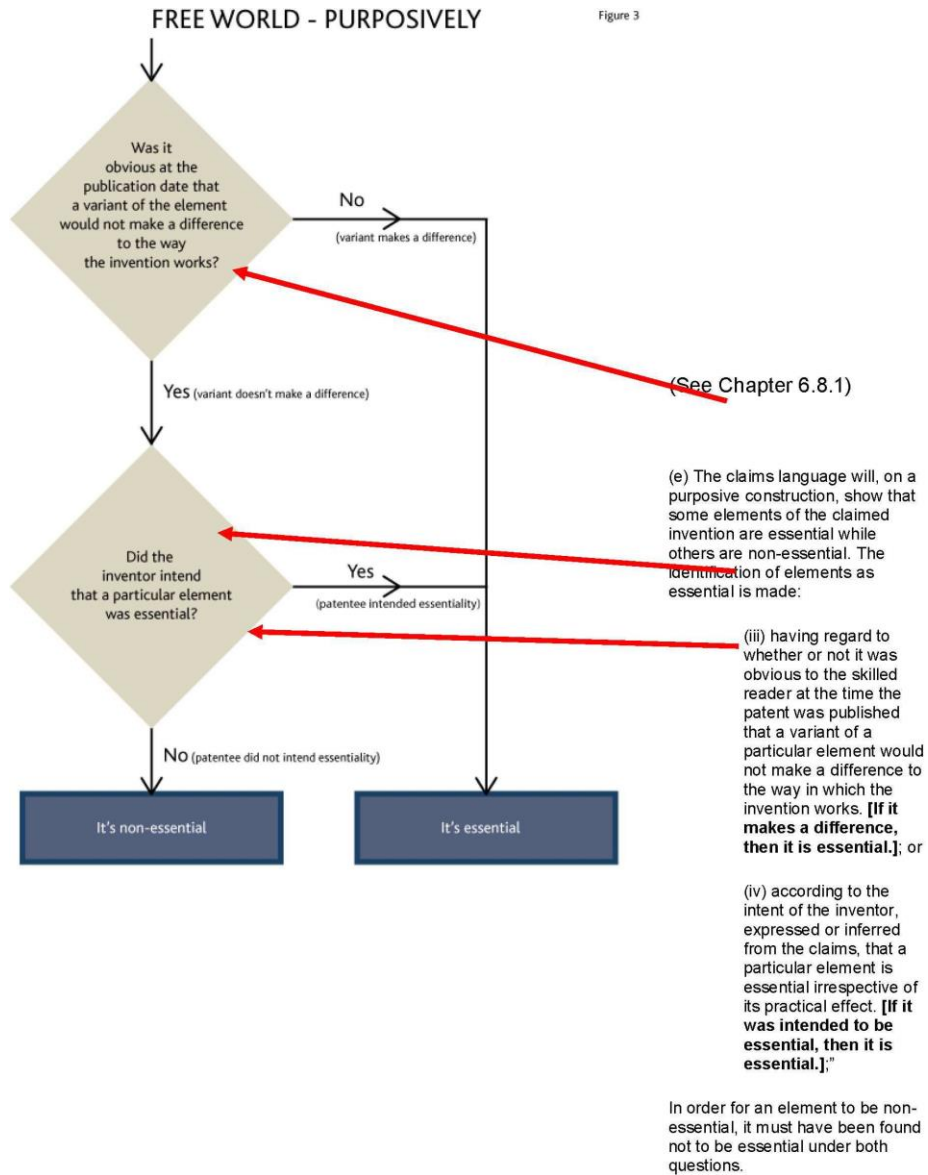 FREE WORLD - PURPOSIVELY
Figure 3
Was it
obvious at the
publication date that
a variant of the element
would not make a difference
to the way
the invention works?
No
(variant makes a difference)
Yes (variant doesn't make a difference)
(See Chapter 6.8.1)
Did the
inventor intend
that a particular element
was essential?
Yes
(patentee intended essentiality)
No (patentee did not intend essentiality)
It's non-essential
It's essential
(e) The claims language will, on a
purposive construction, show that
some elements of the claimed
invention are essential while
others are non-essential. The
identification of elements as
essential is made:
(iii) having regard to
whether or not it was
obvious to the skilled
reader at the time the
patent was published
that a variant of a
particular element would
not make a difference to
the way in which the
invention works. [If it
makes a difference,
then it is essential.]; or
(iv) according to the
intent of the inventor,
expressed or inferred
from the claims, that a
particular element is
essential irrespective of
its practical effect. [If it
was intended to be
essential, then it is
essential.];"
In order for an element to be non-
essential, it must have been found
not to be essential under both
questions.